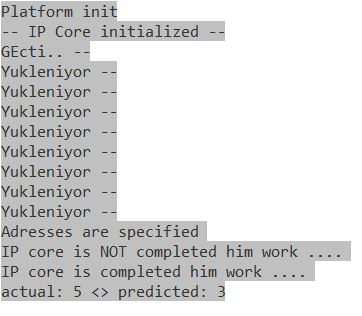 Platform init
-- IP Core initialized --
GEcti.. --
Yukleniyor --
Yukleniyor --
Yukleniyor --
Yukleniyor --
Yukleniyor --
Yukleniyor --
Yukleniyor --
Yukleniyor --
Adresses are specified
IP core is NOT completed him work ....
IP core is completed him work ....
actual: 5 <> predicted: 3